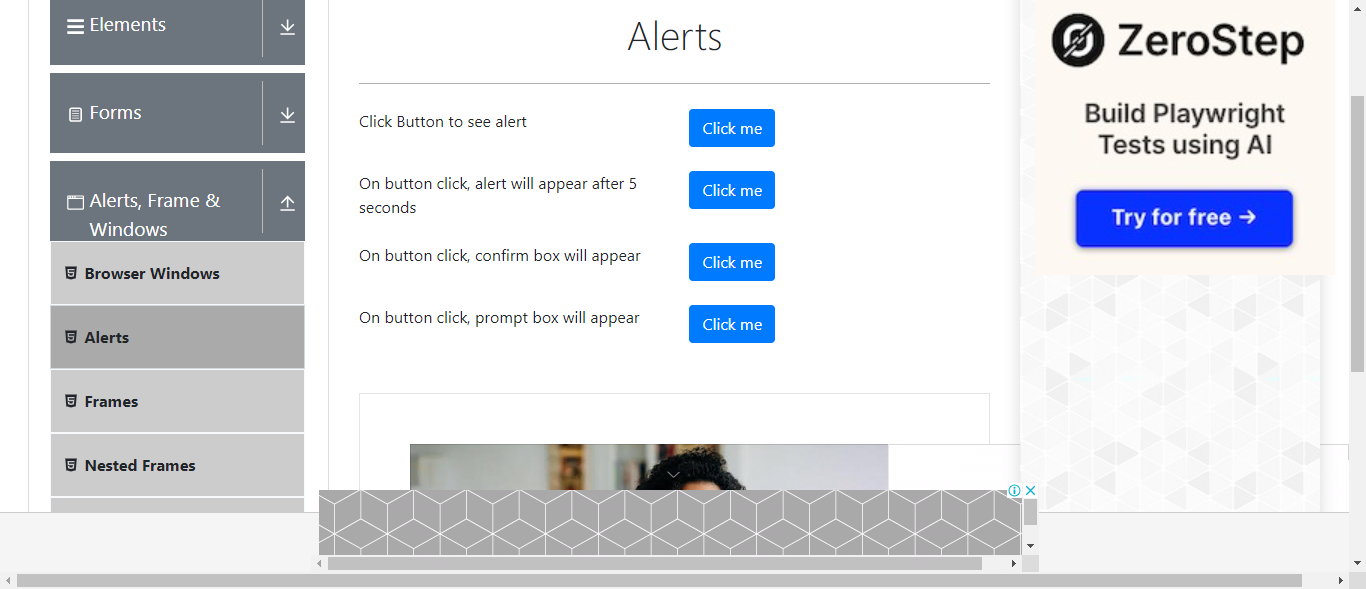 Elements
Forms
Alerts, Frame &
Windows
Browser Windows
Alerts
Frames
Nested Frames
Alerts
Click Button to see alert
Click me
On button click, alert will appear after 5
seconds
Click me
On button click, confirm box will appear
Click me
On button click, prompt box will appear
Click me
ZeroStep
Build Playwright
Tests using AI
Try for free →